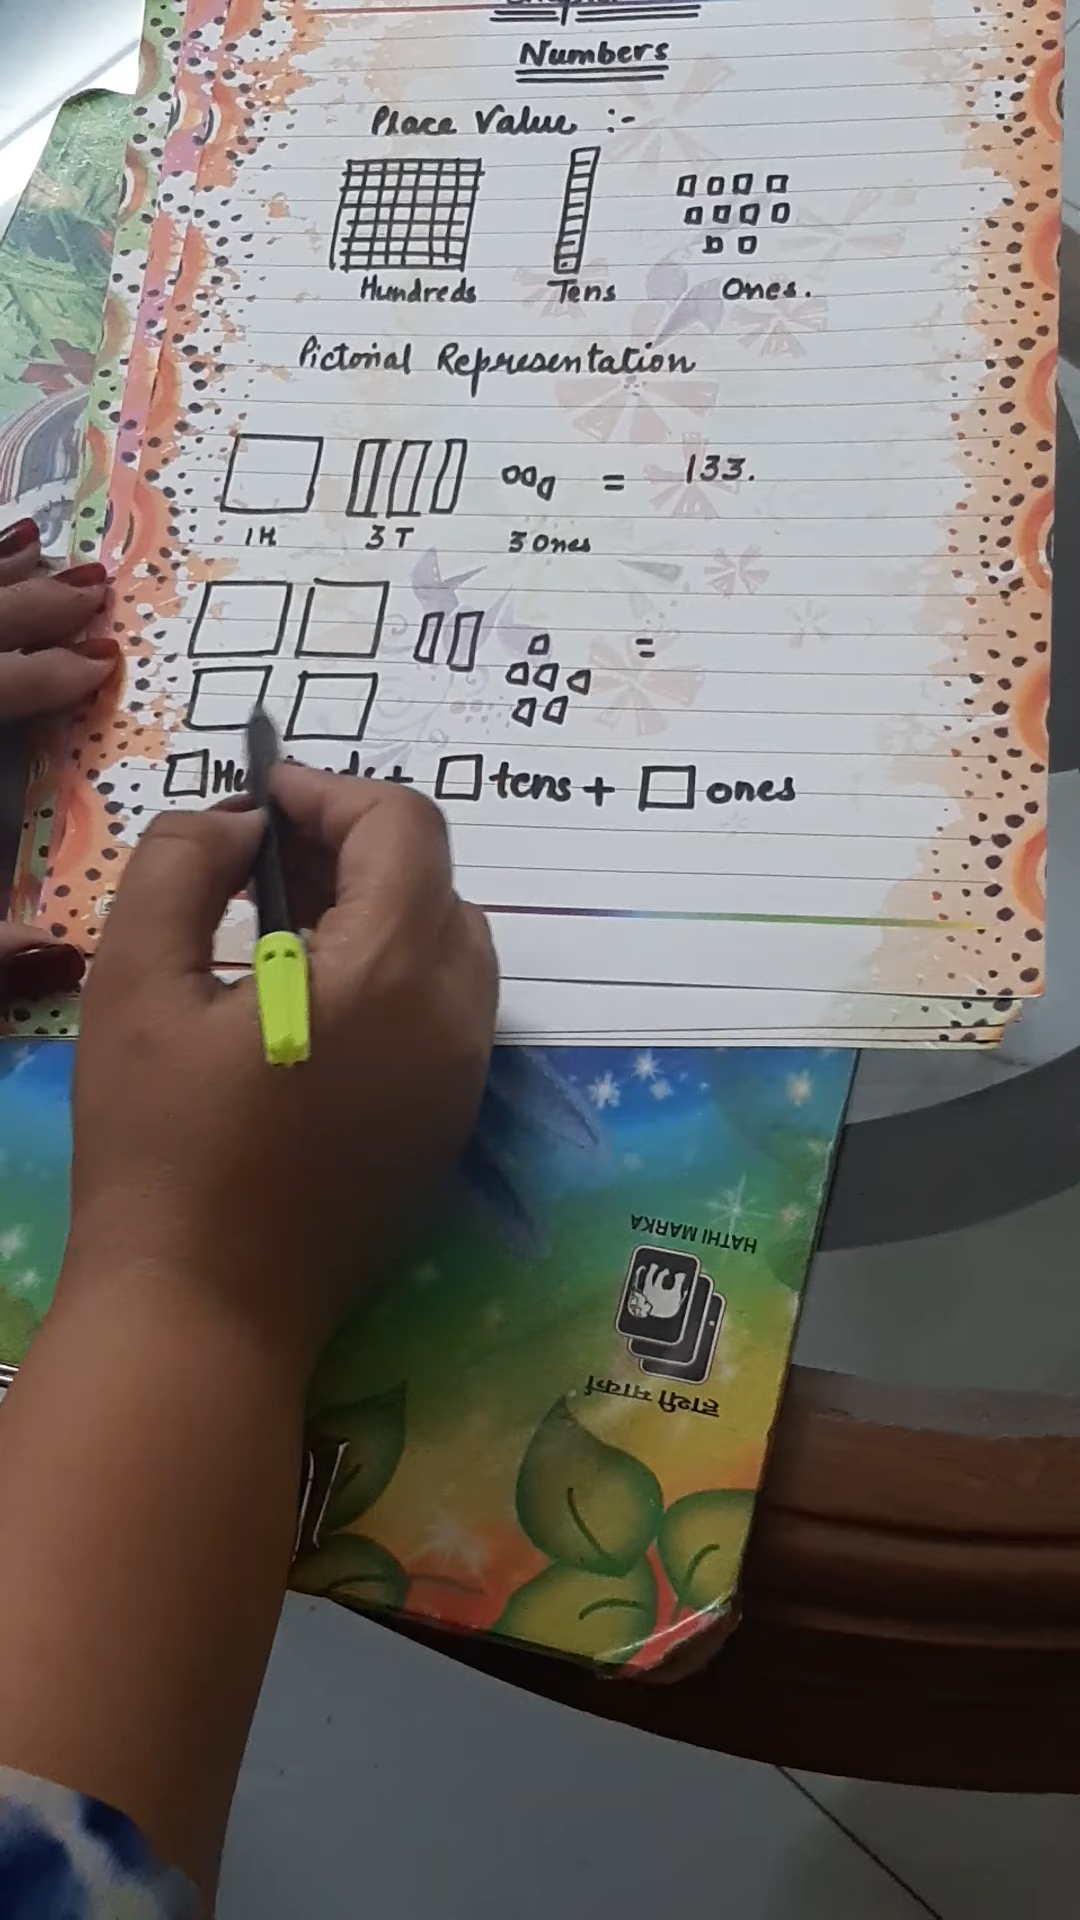 Numbers
Place Value :-
Hundreds Tens Ones.
Pictorial Representation
= 133.
1H 3T 3 Ones
=
tens + ones
HATHI MARKA
हाथी मार्का